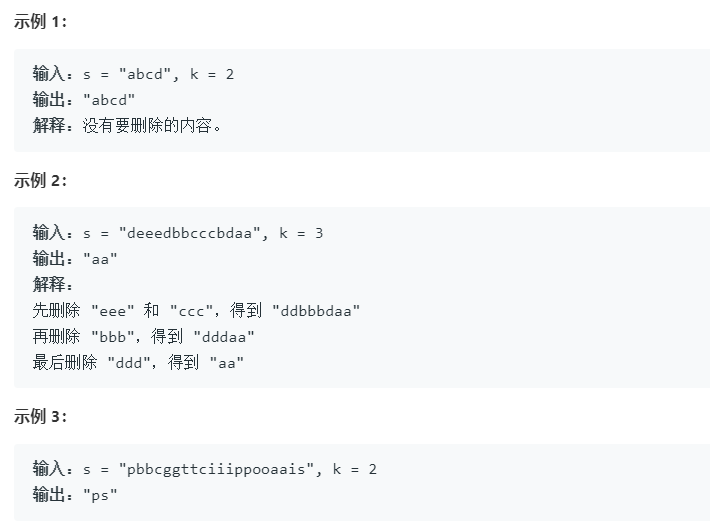 示例 1：
输入：s = "abcd", k = 2
输出："abcd"
解释：没有要删除的内容。
示例 2：
输入：s = "deeedbbcccbdaa", k = 3
输出："aa"
解释：
先删除 "eee" 和 "ccc"，得到 "ddbbbdaa"
再删除 "bbb"，得到 "dddaa"
最后删除 "ddd"，得到 "aa"
示例 3：
输入：s = "pbbcggttciiippooaais", k = 2
输出："ps"